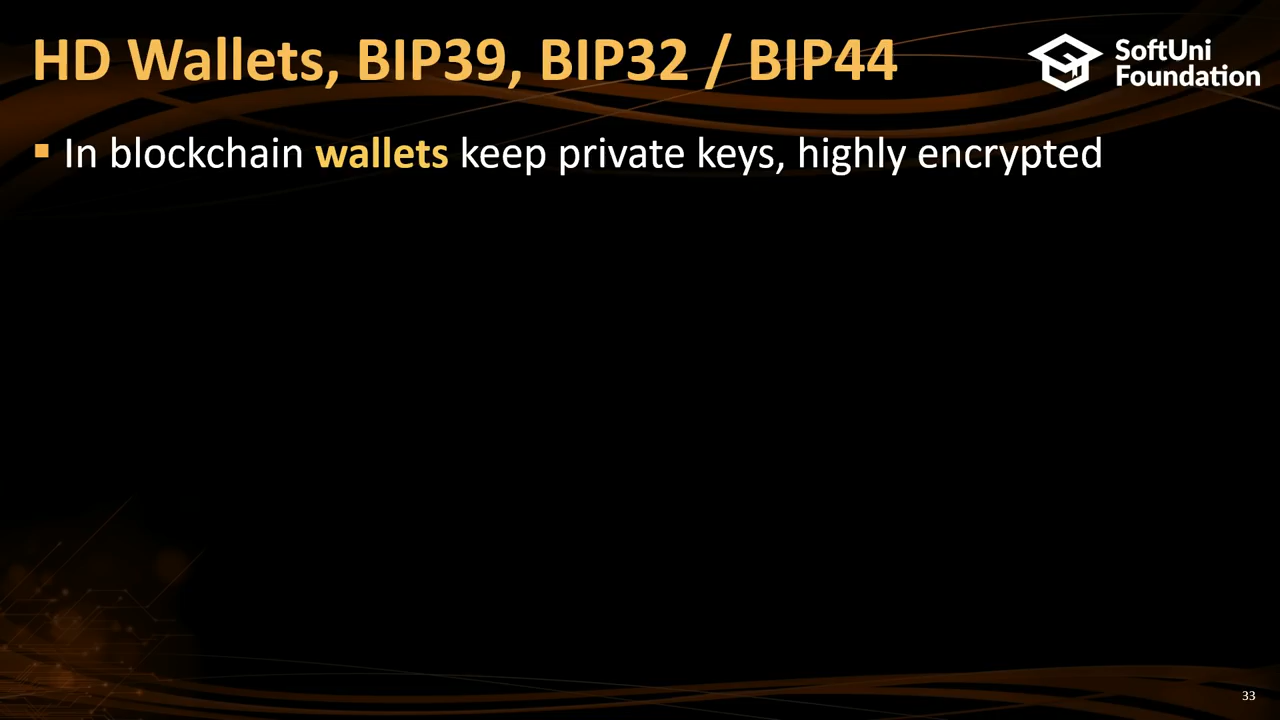 HD Wallets, BIP39, BIP32 / BIP44
SoftUni
Foundation
▪ In blockchain wallets keep private keys, highly encrypted
33